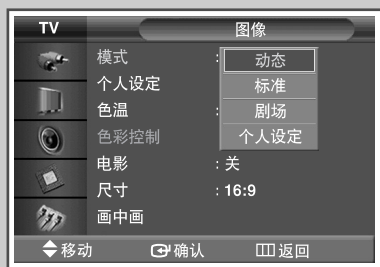 TV 图像
模式 : 动态
个人设定 标准
色温 : 剧场
色彩控制 个人设定
电影 : 关
尺寸 : 16:9
画中画
移动 确认 返回